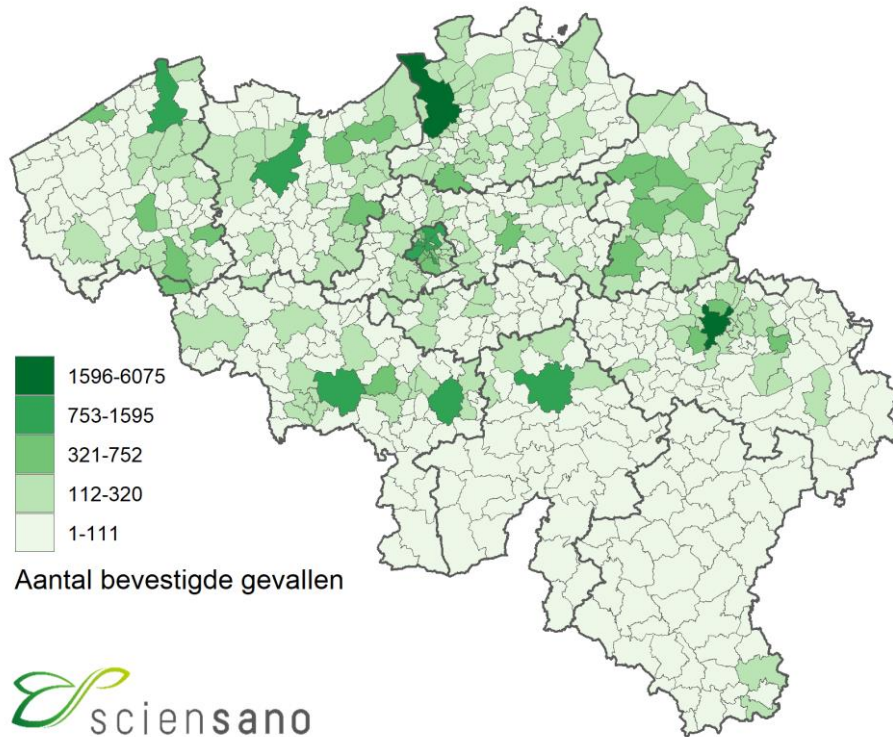 1596-6075
753-1595
321-752
112-320
1-111
Aantal bevestigde gevallen
sciensano